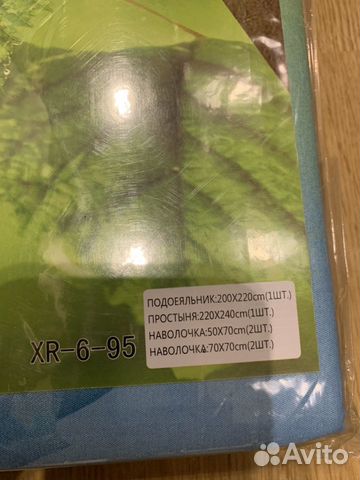 ПОДОЕЯЛЬНИК:200X220cm(1ШТ.)
ПРОСТЫНЯ:220X240cm(1ШТ.)
НАВОЛОЧКА:50X70cm(2ШТ.)
НАВОЛОЧКА:70X70cm(2ШТ.)
XR-6-95
Avito